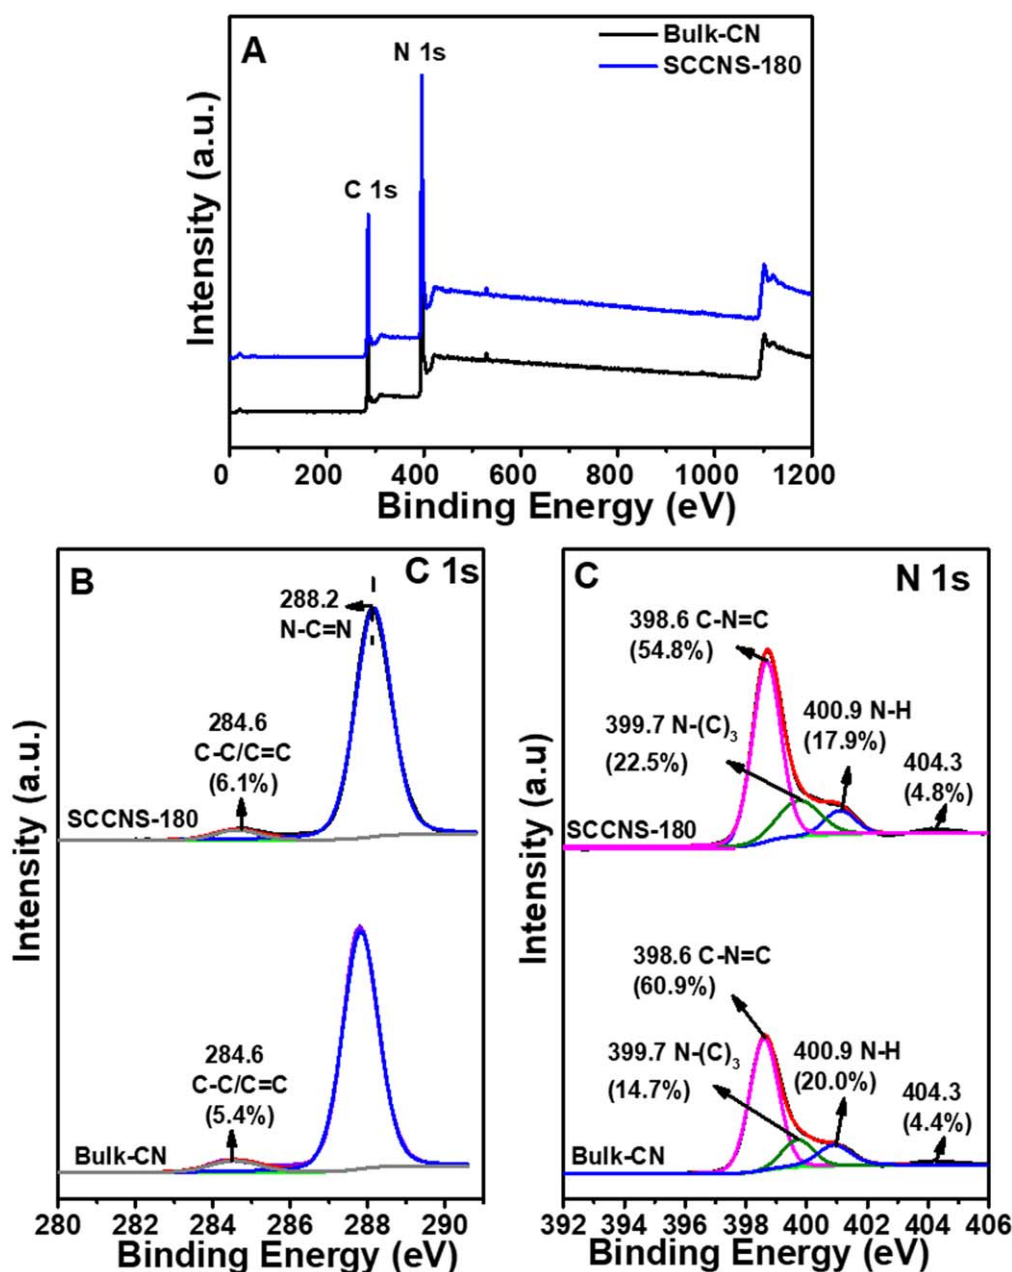 A
Bulk-CN
SCCNS-180
N 1s
C 1s
Intensity (a.u.)
0 200 400 600 800 1000 1200
Binding Energy (eV)
B
C 1s
288.2
N-C=N
284.6
C-C/C=C
(6.1%)
SCCNS-180
284.6
C-C/C=C
(5.4%)
Bulk-CN
Intensity (a.u.)
280 282 284 286 288 290
Binding Energy (eV)
C
N 1s
398.6 C-N=C
(54.8%)
399.7 N-(C)₃
(22.5%)
400.9 N-H
(17.9%)
404.3
(4.8%)
SCCNS-180
398.6 C-N=C
(60.9%)
399.7 N-(C)₃
(14.7%)
400.9 N-H
(20.0%)
404.3
(4.4%)
Bulk-CN
Intensity (a.u)
392 394 396 398 400 402 404 406
Binding Energy (eV)